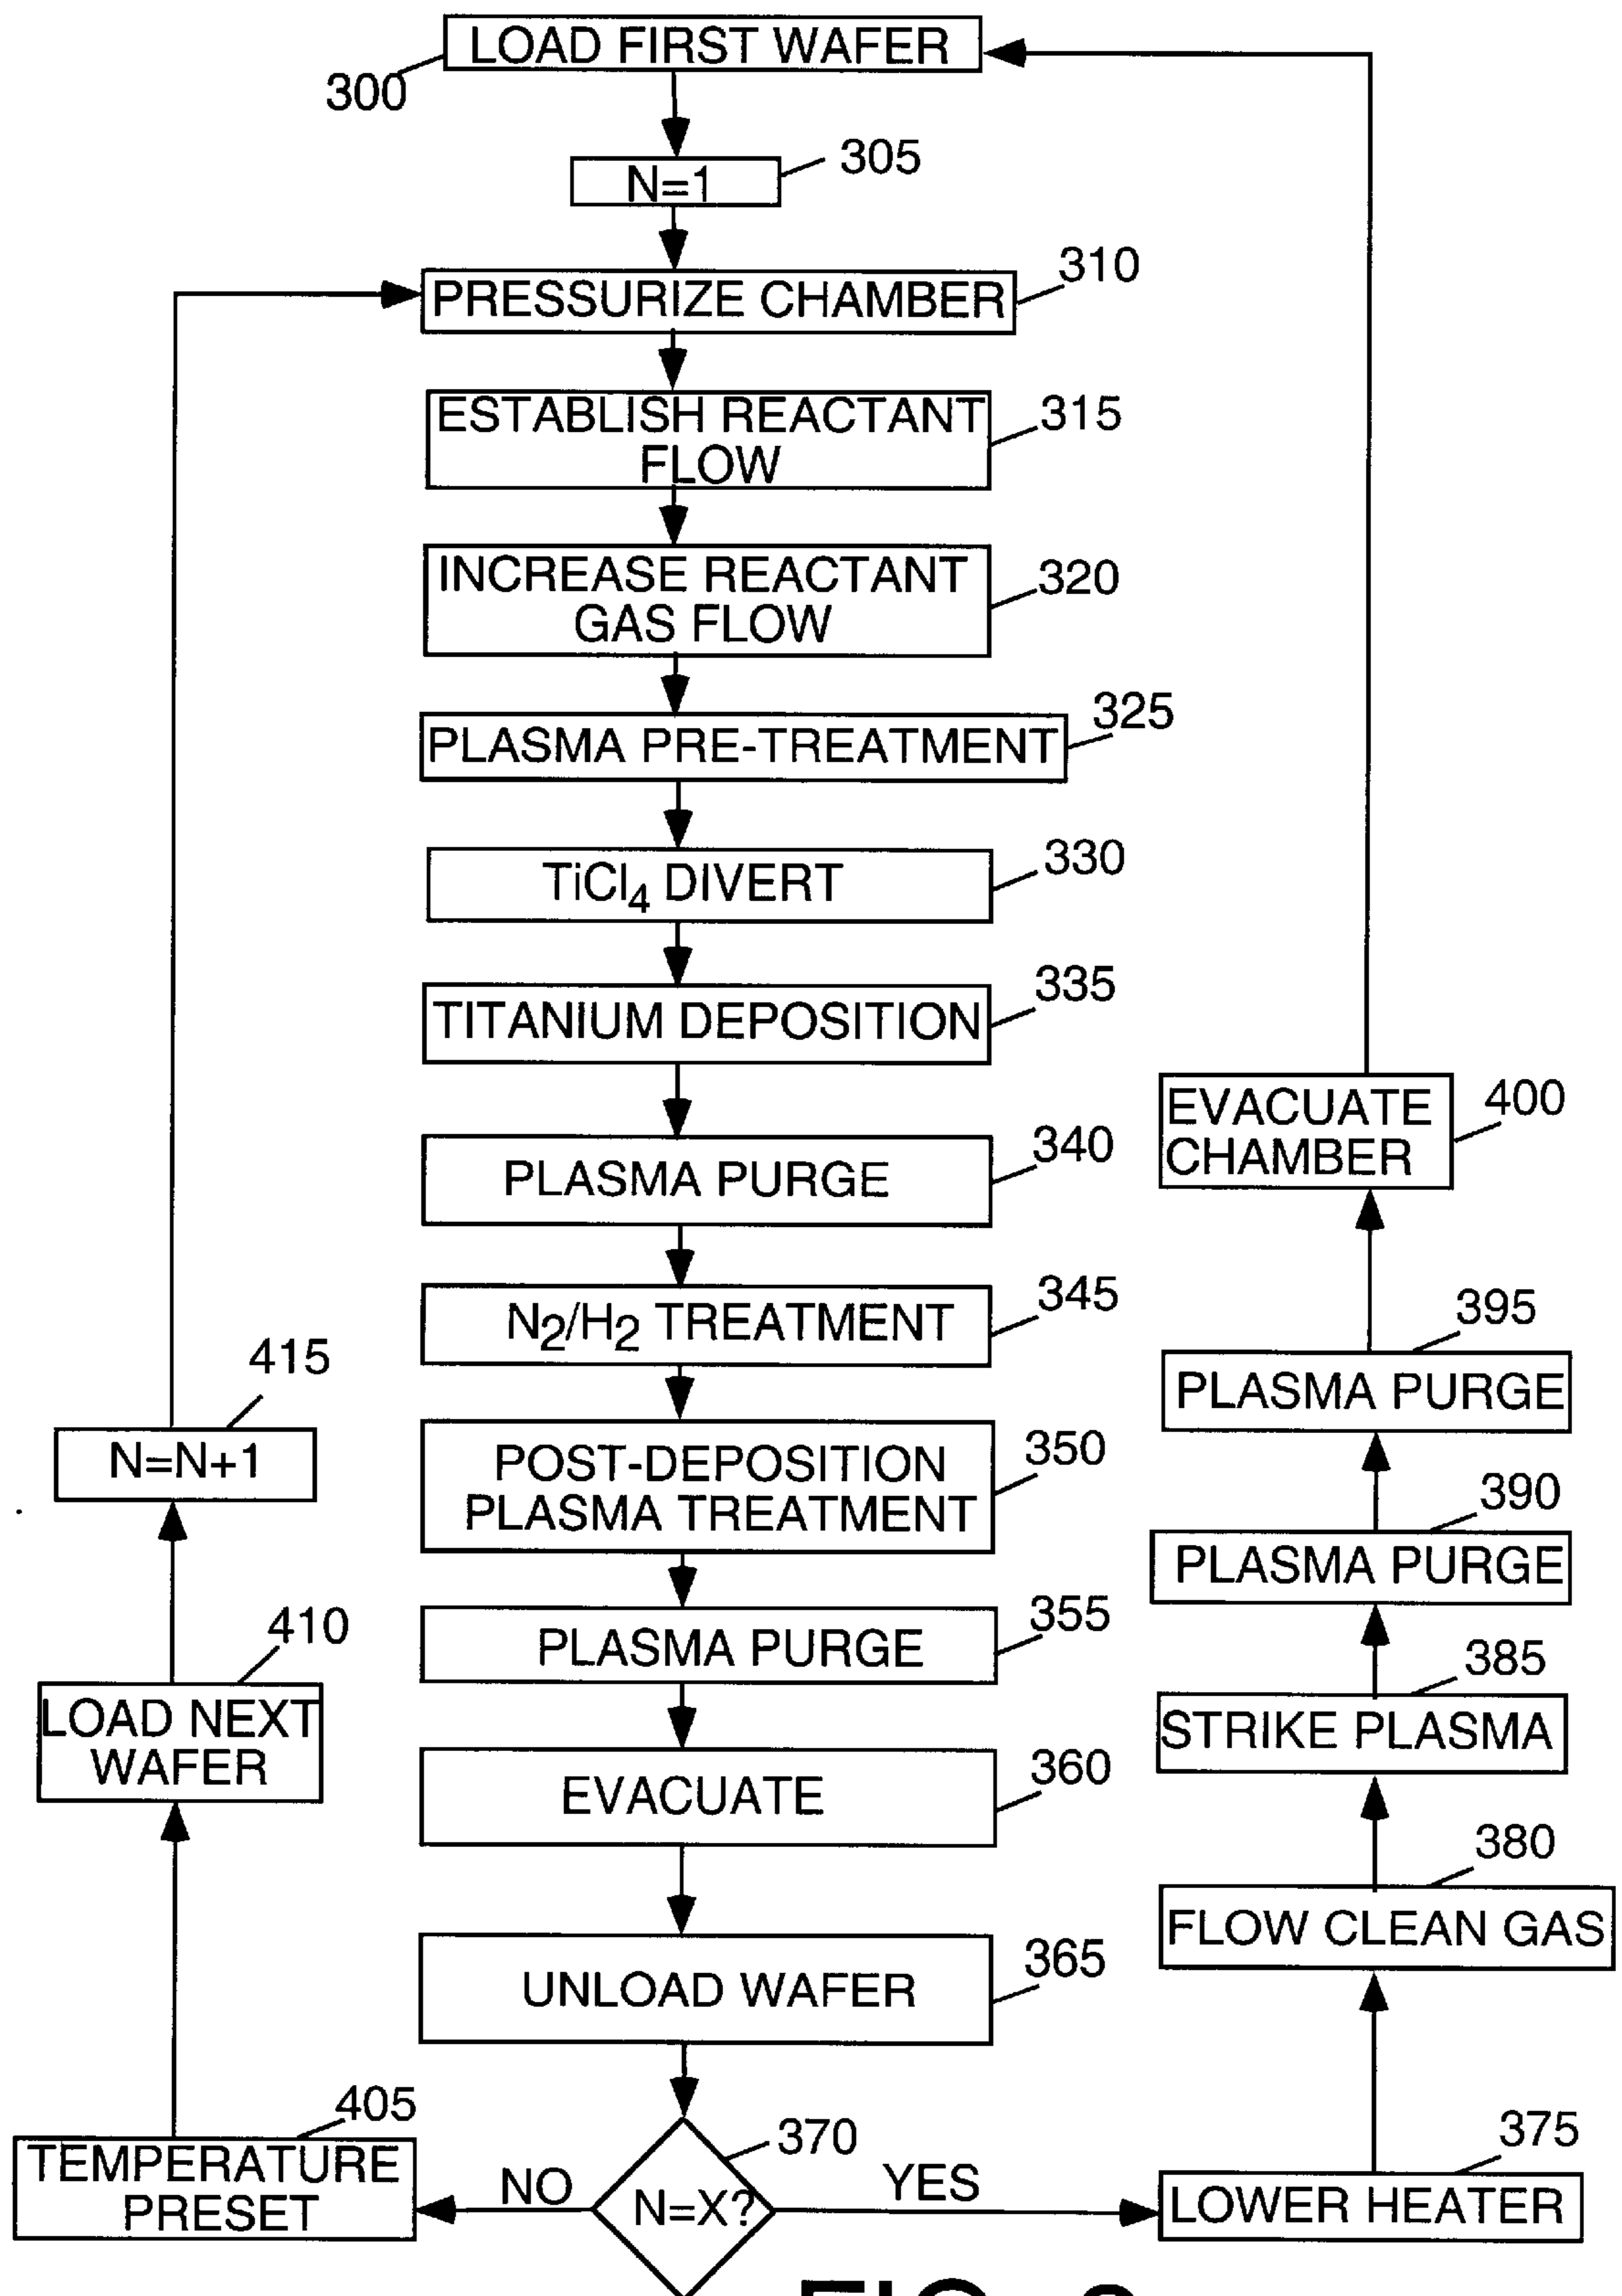 LOAD FIRST WAFER
300
N=1
305
PRESSURIZE CHAMBER
310
ESTABLISH REACTANT
FLOW
315
INCREASE REACTANT
GAS FLOW
320
PLASMA PRE-TREATMENT
325
TiCl4 DIVERT
330
TITANIUM DEPOSITION
335
PLASMA PURGE
340
N2/H2 TREATMENT
345
POST-DEPOSITION
PLASMA TREATMENT
350
PLASMA PURGE
355
EVACUATE
360
UNLOAD WAFER
365
N=X?
370
NO
YES
TEMPERATURE
PRESET
405
LOAD NEXT
WAFER
410
N=N+1
415
LOWER HEATER
375
FLOW CLEAN GAS
380
STRIKE PLASMA
385
PLASMA PURGE
390
PLASMA PURGE
395
EVACUATE
CHAMBER
400